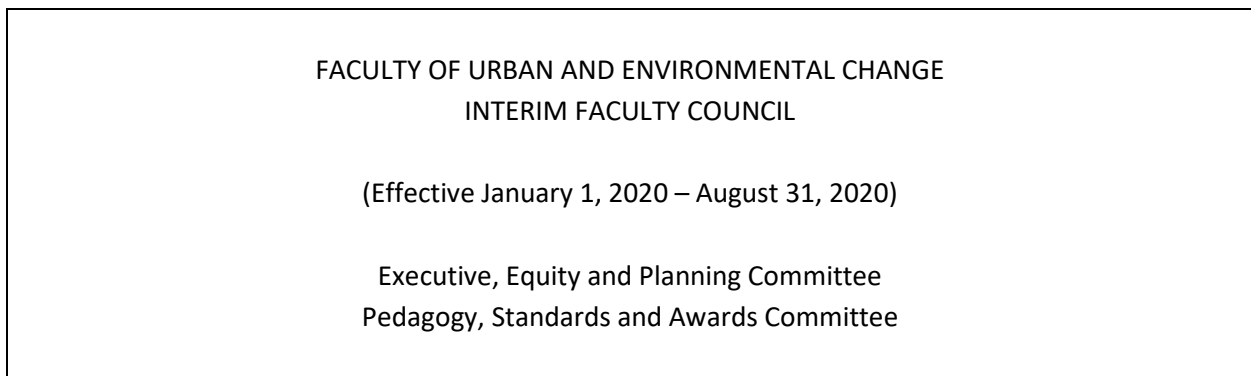 FACULTY OF URBAN AND ENVIRONMENTAL CHANGE
INTERIM FACULTY COUNCIL
(Effective January 1, 2020 – August 31, 2020)
Executive, Equity and Planning Committee
Pedagogy, Standards and Awards Committee